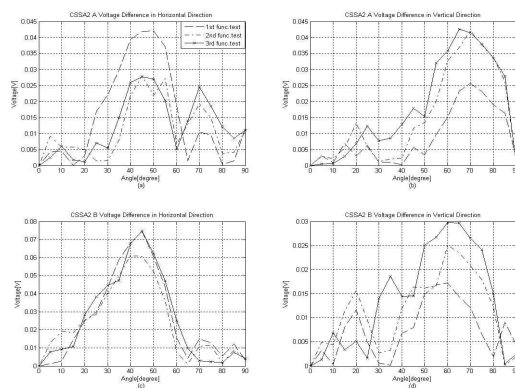 CSSA2 A Voltage Difference in Horizontal Direction
0.045
0.04
0.035
0.03
0.025
0.02
0.015
0.01
0.005
0
Voltage[V]
1st func.test
2nd func.test
3rd func.test
0 10 20 30 40 50 60 70 80 90
Angle[degree]
(a)
CSSA2 A Voltage Difference in Vertical Direction
0.045
0.04
0.035
0.03
0.025
0.02
0.015
0.01
0.005
0
Voltage[V]
0 10 20 30 40 50 60 70 80 90
Angle[degree]
(b)
CSSA2 B Voltage Difference in Horizontal Direction
0.08
0.07
0.06
0.05
0.04
0.03
0.02
0.01
0
Voltage[V]
0 10 20 30 40 50 60 70 80 90
Angle[degree]
(c)
CSSA2 B Voltage Difference in Vertical Direction
0.03
0.025
0.02
0.015
0.01
0.005
0
Voltage[V]
0 10 20 30 40 50 60 70 80 90
Angle[degree]
(d)